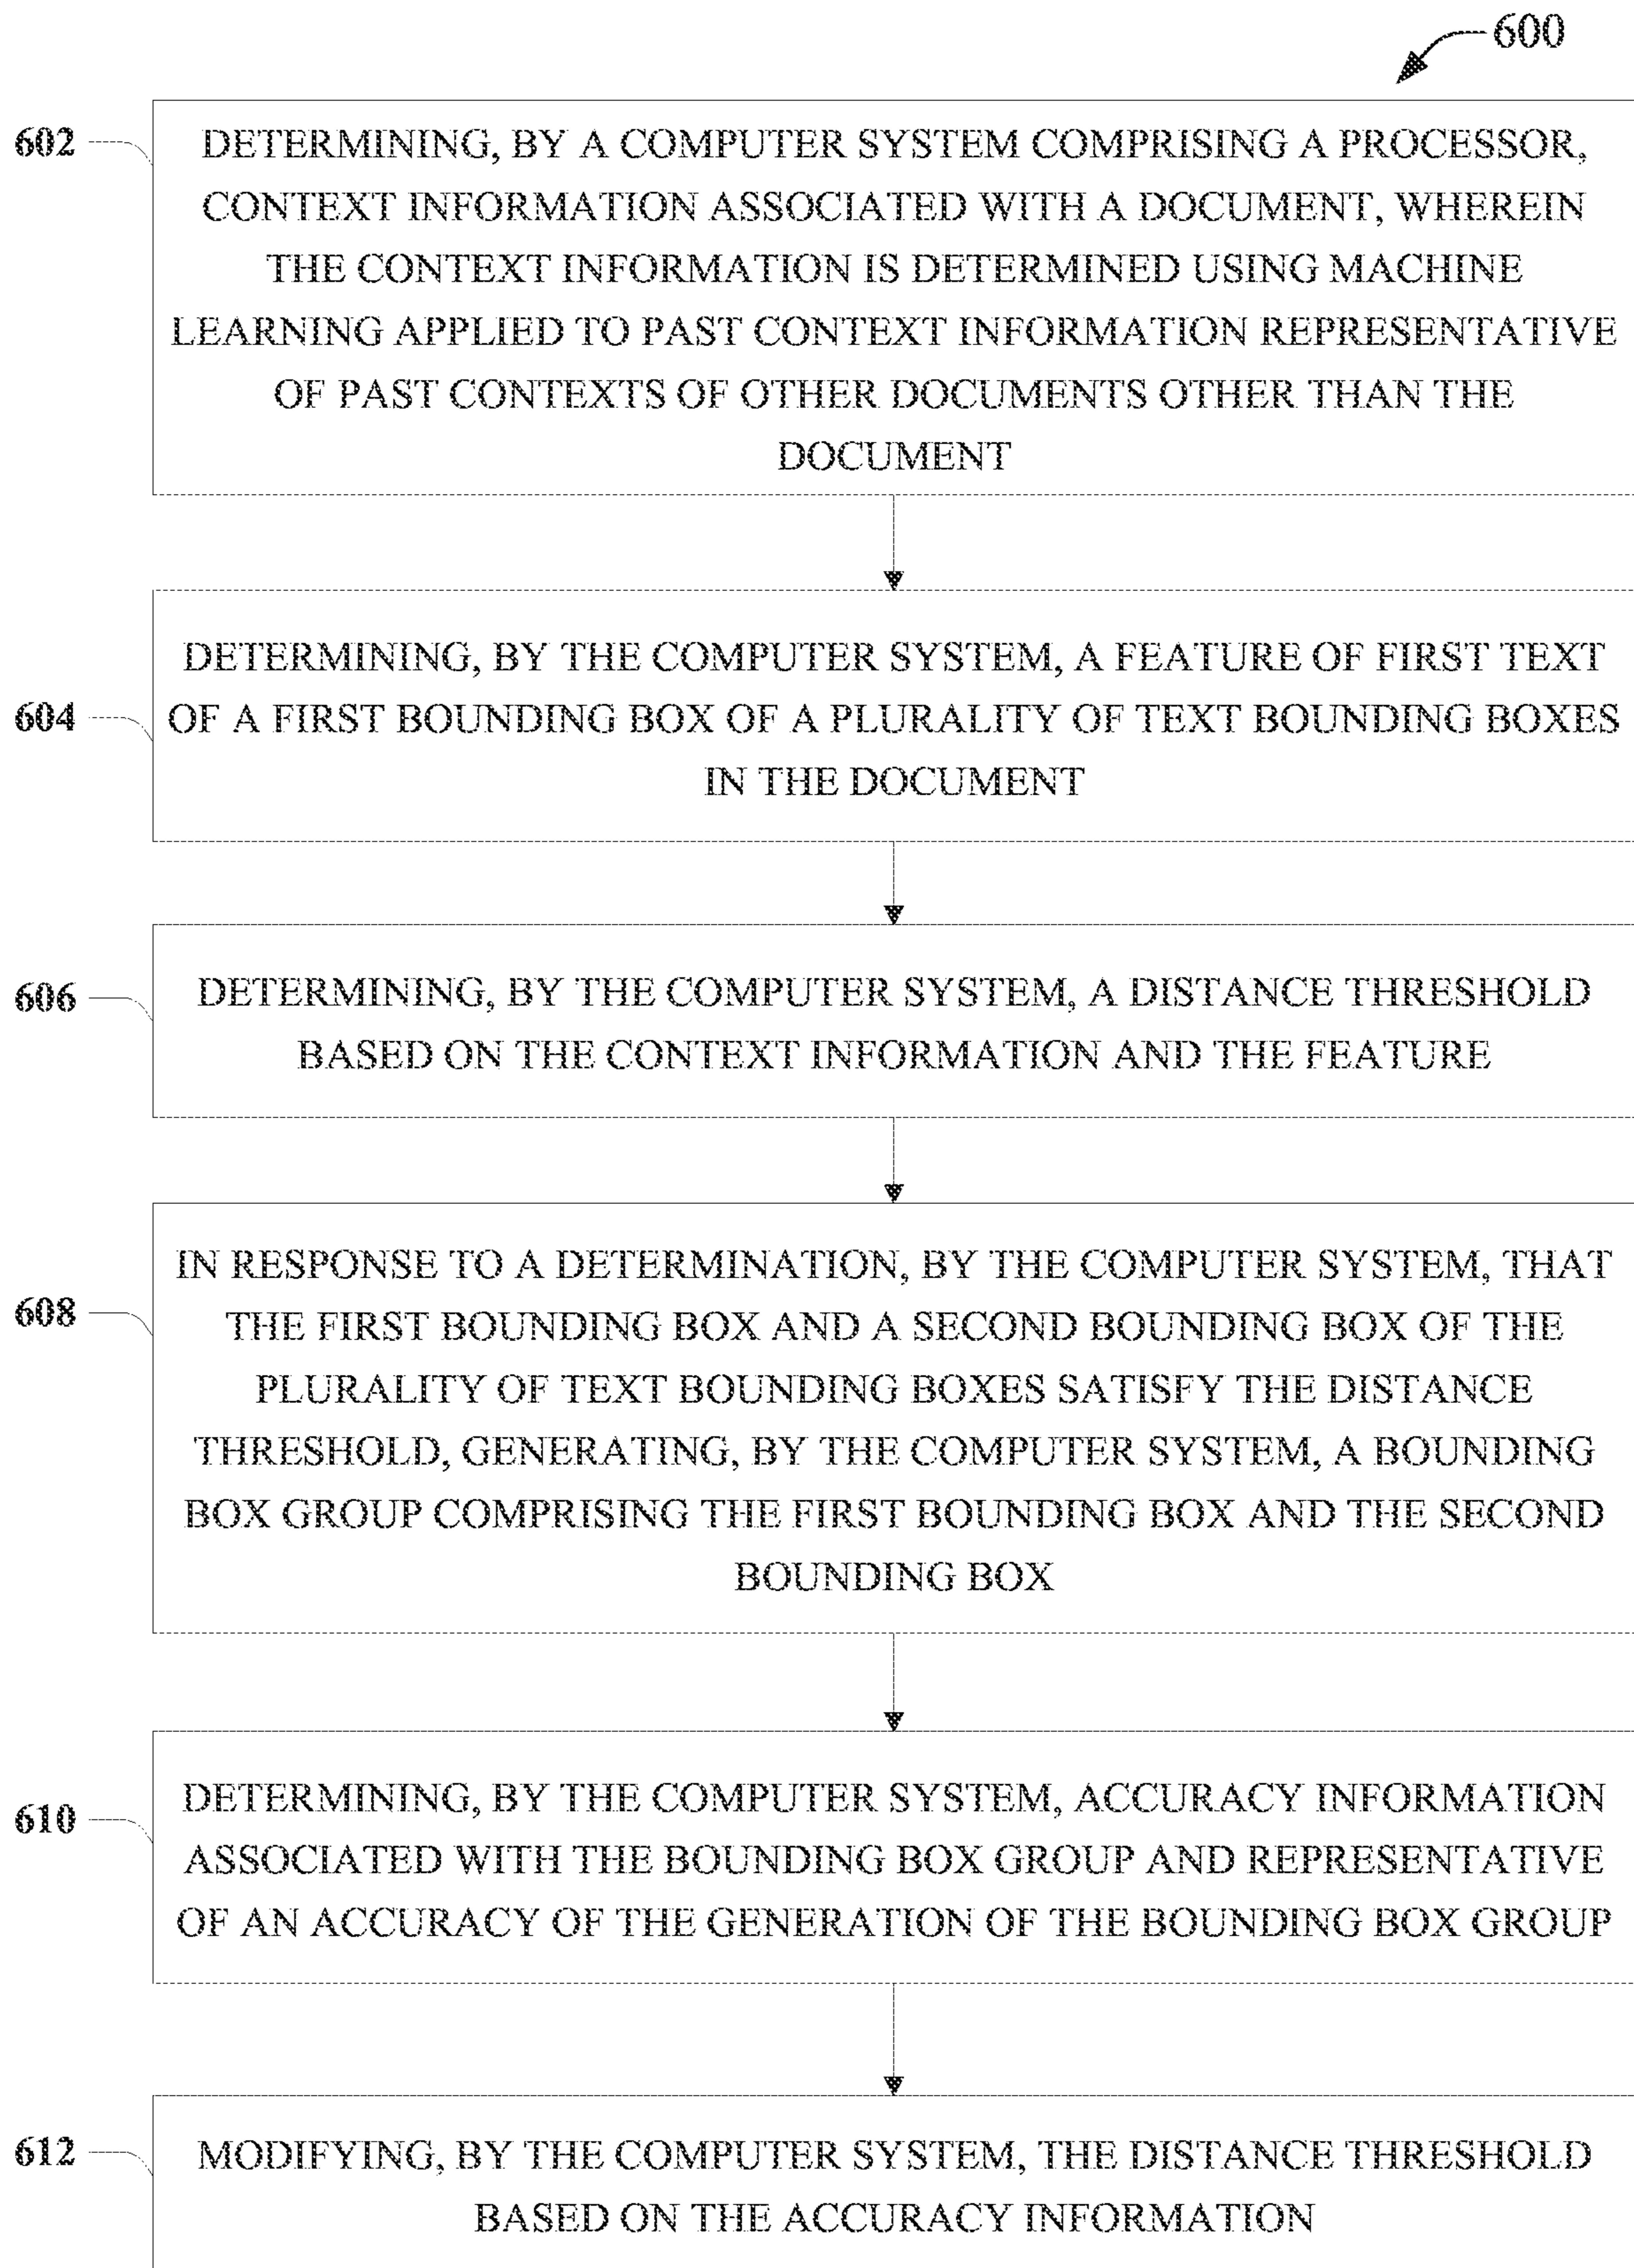 600
602
DETERMINING, BY A COMPUTER SYSTEM COMPRISING A PROCESSOR,
CONTEXT INFORMATION ASSOCIATED WITH A DOCUMENT, WHEREIN
THE CONTEXT INFORMATION IS DETERMINED USING MACHINE
LEARNING APPLIED TO PAST CONTEXT INFORMATION REPRESENTATIVE
OF PAST CONTEXTS OF OTHER DOCUMENTS OTHER THAN THE
DOCUMENT
604
DETERMINING, BY THE COMPUTER SYSTEM, A FEATURE OF FIRST TEXT
OF A FIRST BOUNDING BOX OF A PLURALITY OF TEXT BOUNDING BOXES
IN THE DOCUMENT
606
DETERMINING, BY THE COMPUTER SYSTEM, A DISTANCE THRESHOLD
BASED ON THE CONTEXT INFORMATION AND THE FEATURE
608
IN RESPONSE TO A DETERMINATION, BY THE COMPUTER SYSTEM, THAT
THE FIRST BOUNDING BOX AND A SECOND BOUNDING BOX OF THE
PLURALITY OF TEXT BOUNDING BOXES SATISFY THE DISTANCE
THRESHOLD, GENERATING, BY THE COMPUTER SYSTEM, A BOUNDING
BOX GROUP COMPRISING THE FIRST BOUNDING BOX AND THE SECOND
BOUNDING BOX
610
DETERMINING, BY THE COMPUTER SYSTEM, ACCURACY INFORMATION
ASSOCIATED WITH THE BOUNDING BOX GROUP AND REPRESENTATIVE
OF AN ACCURACY OF THE GENERATION OF THE BOUNDING BOX GROUP
612
MODIFYING, BY THE COMPUTER SYSTEM, THE DISTANCE THRESHOLD
BASED ON THE ACCURACY INFORMATION